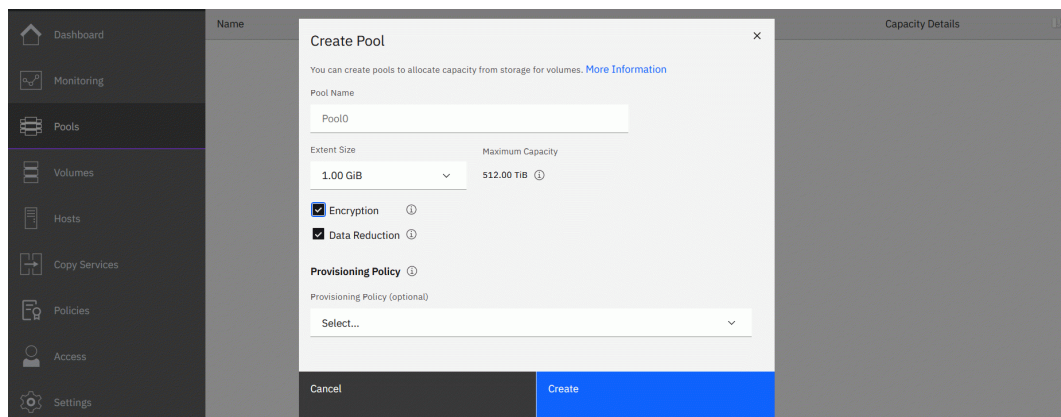 Dashboard
Monitoring
Pools
Volumes
Hosts
Copy Services
Policies
Access
Settings
Name
Capacity Details
Create Pool
You can create pools to allocate capacity from storage for volumes. More Information
Pool Name
Pool0
Extent Size
Maximum Capacity
1.00 GiB
512.00 TiB
Encryption
Data Reduction
Provisioning Policy
Provisioning Policy (optional)
Select...
Cancel
Create